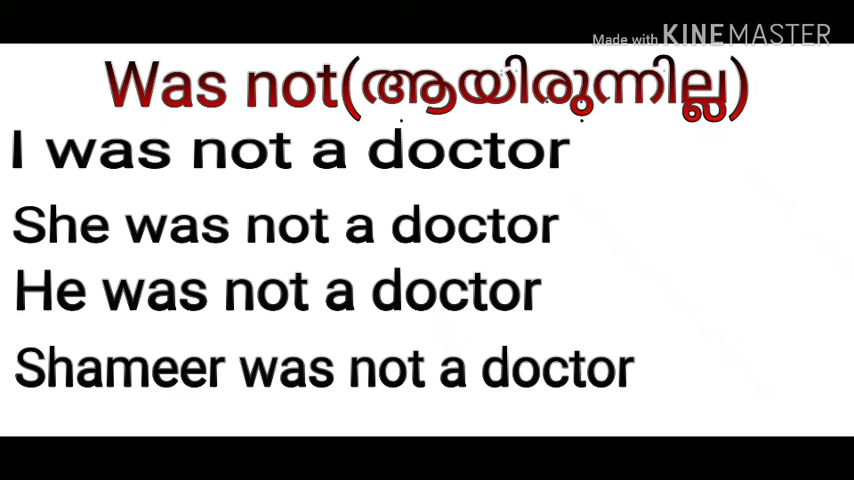 Made with KINEMASTER
Was not(ആയിരുന്നില്ല)
I was not a doctor
She was not a doctor
He was not a doctor
Shameer was not a doctor